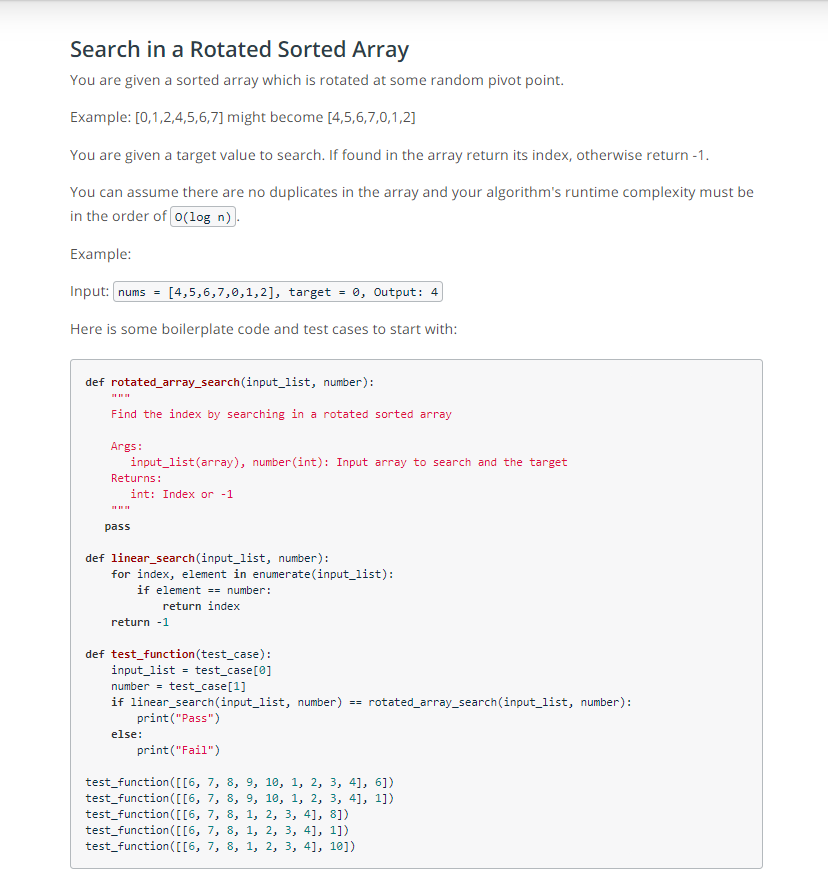 Search in a Rotated Sorted Array
You are given a sorted array which is rotated at some random pivot point.
Example: [0,1,2,4,5,6,7] might become [4,5,6,7,0,1,2]
You are given a target value to search. If found in the array return its index, otherwise return -1.
You can assume there are no duplicates in the array and your algorithm's runtime complexity must be
in the order of O(log n).
Example:
Input: nums = [4,5,6,7,0,1,2], target = 0, Output: 4
Here is some boilerplate code and test cases to start with:
def rotated_array_search(input_list, number):
    """
    Find the index by searching in a rotated sorted array

    Args:
       input_list(array), number(int): Input array to search and the target
    Returns:
       int: Index or -1
    """
   pass

def linear_search(input_list, number):
    for index, element in enumerate(input_list):
        if element == number:
            return index
    return -1

def test_function(test_case):
    input_list = test_case[0]
    number = test_case[1]
    if linear_search(input_list, number) == rotated_array_search(input_list, number):
        print("Pass")
    else:
        print("Fail")

test_function([[6, 7, 8, 9, 10, 1, 2, 3, 4], 6])
test_function([[6, 7, 8, 9, 10, 1, 2, 3, 4], 1])
test_function([[6, 7, 8, 1, 2, 3, 4], 8])
test_function([[6, 7, 8, 1, 2, 3, 4], 1])
test_function([[6, 7, 8, 1, 2, 3, 4], 10])